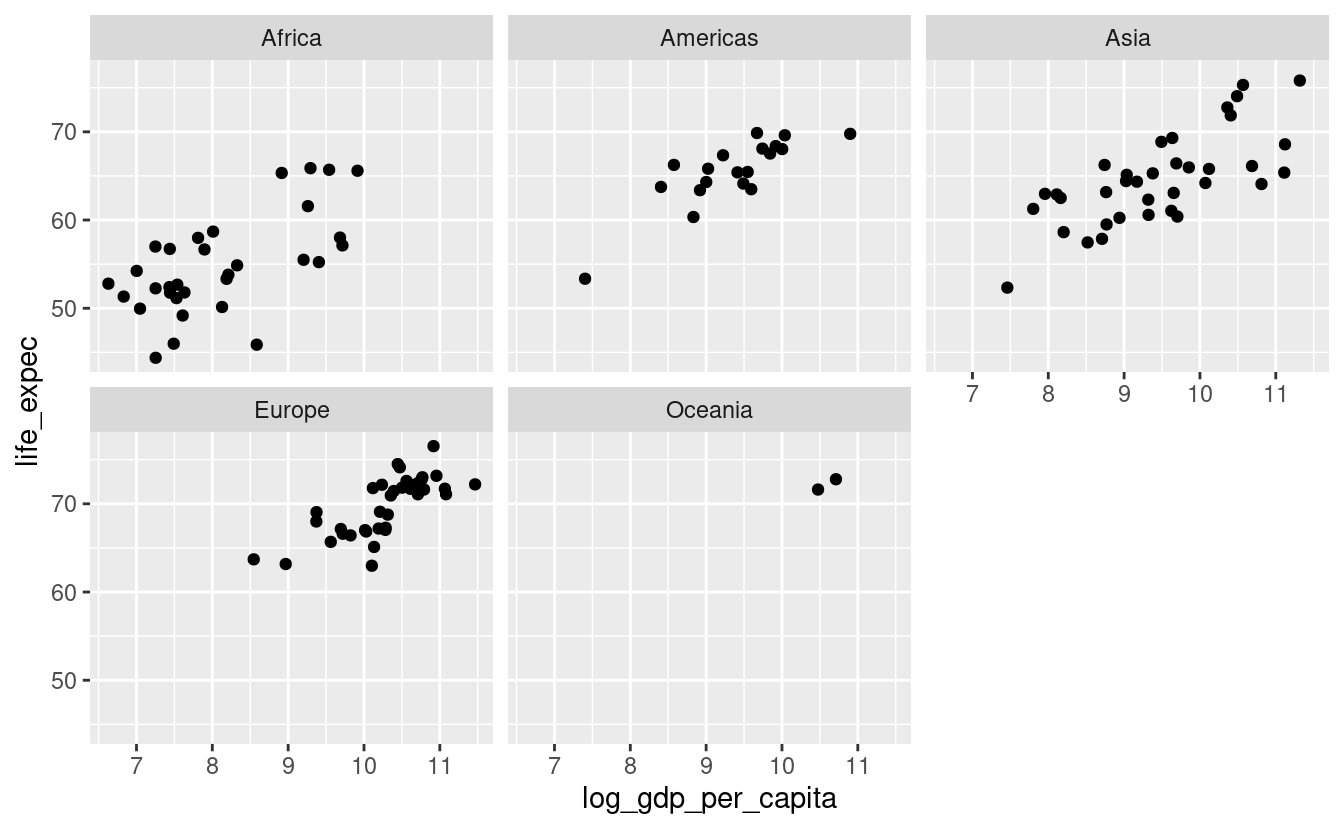 Africa
Americas
Asia
70
60
50
7 8 9 10 11
life_expec
Europe
Oceania
70
60
50
7 8 9 10 11
7 8 9 10 11
log_gdp_per_capita